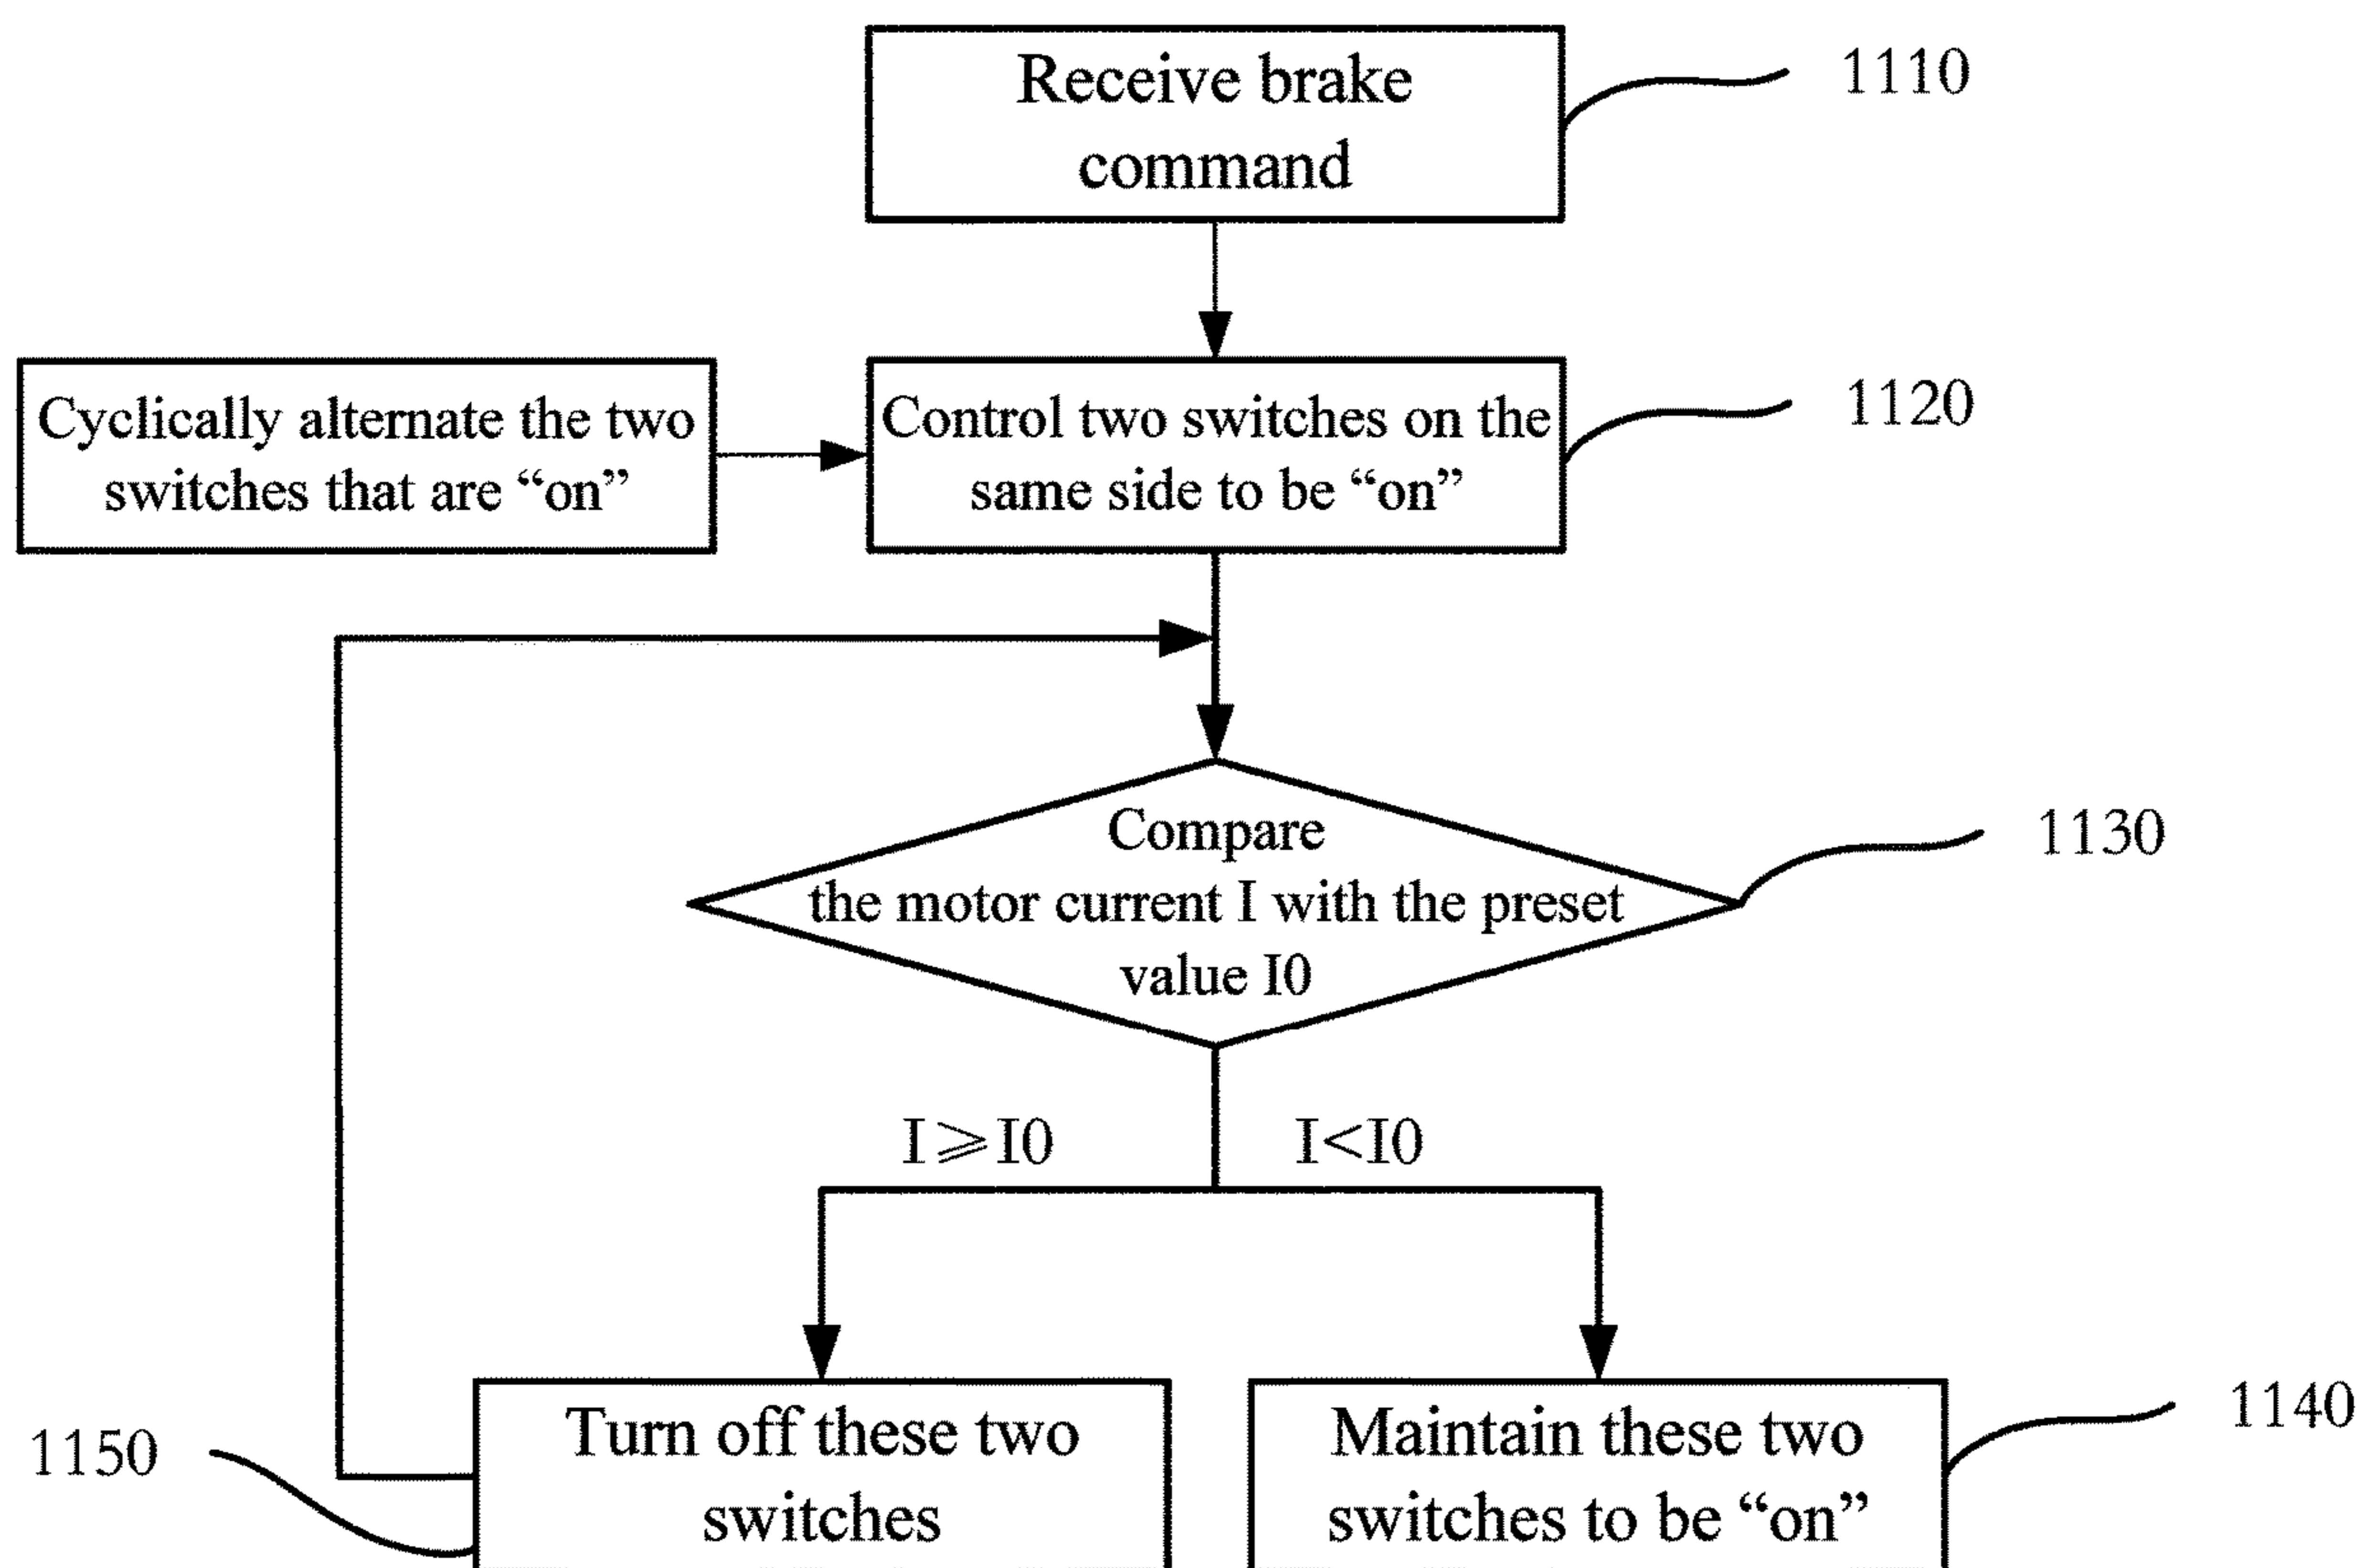 Receive brake
command
1110
Cyclically alternate the two
switches that are “on”
Control two switches on the
same side to be “on”
1120
Compare
the motor current I with the preset
value I0
1130
I⩾I0
I<I0
1150
Turn off these two
switches
Maintain these two
switches to be “on”
1140